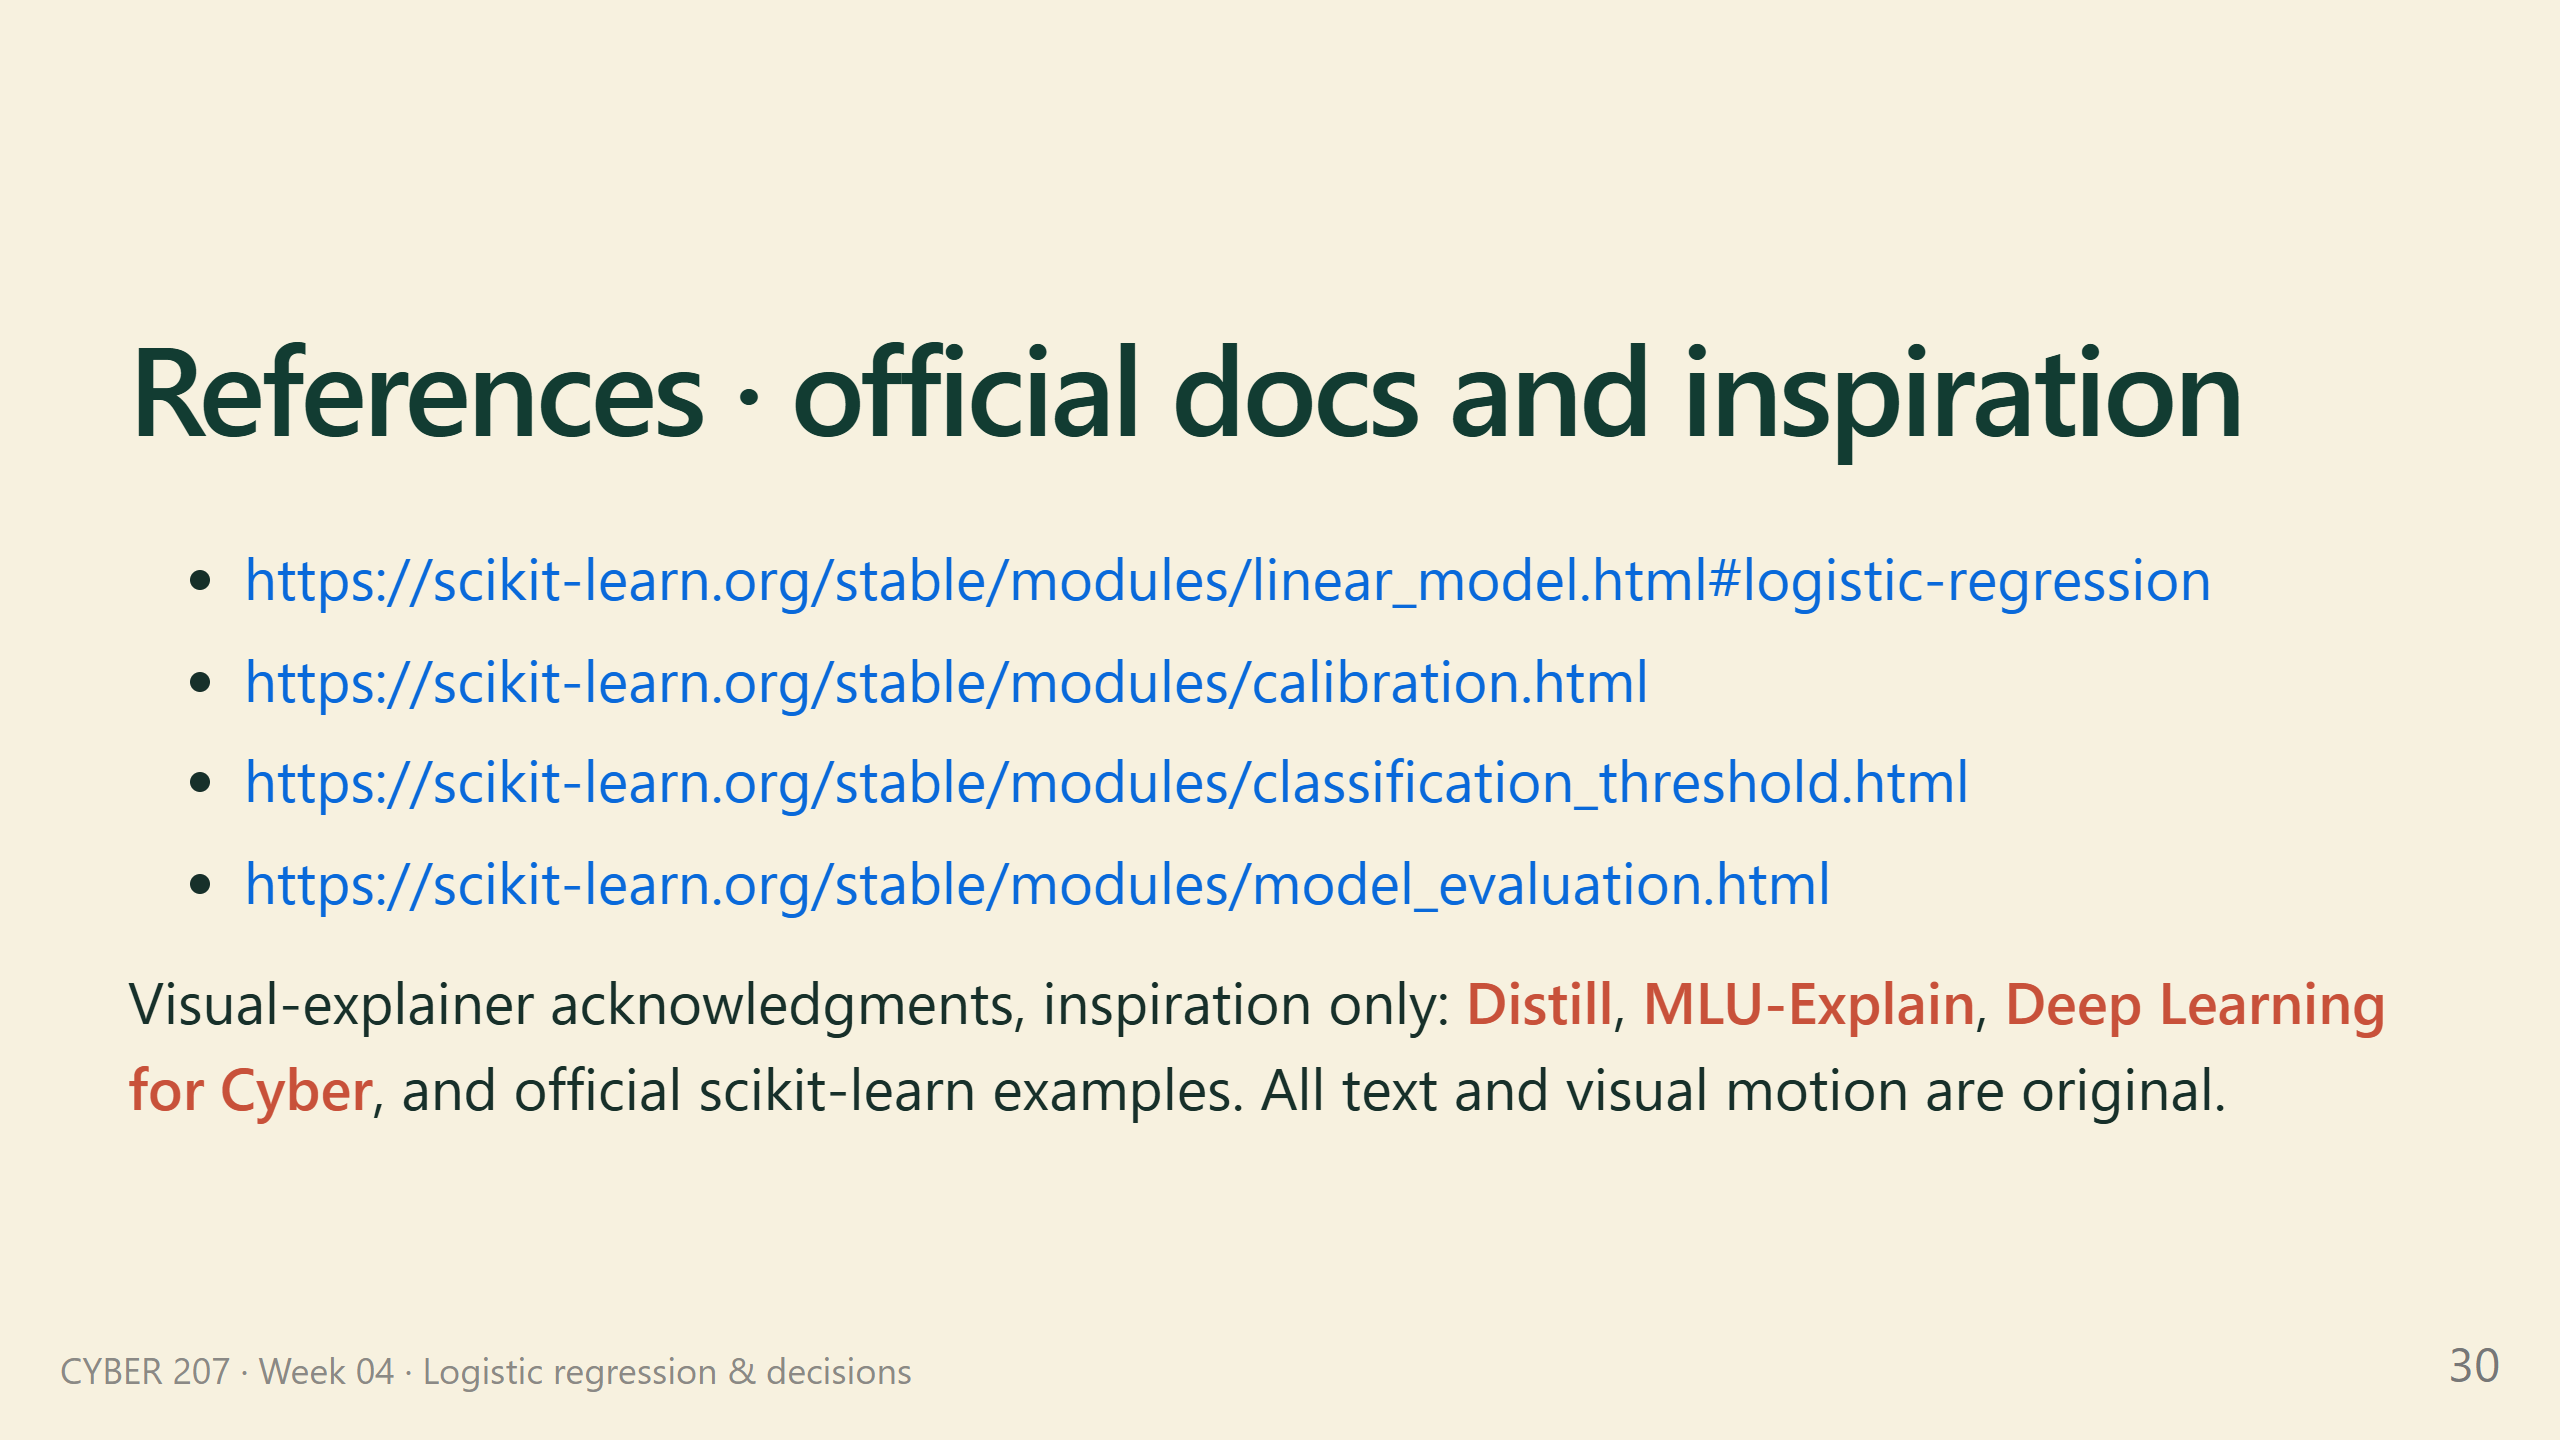 References · official docs and inspiration
• https://scikit-learn.org/stable/modules/linear_model.html#logistic-regression
• https://scikit-learn.org/stable/modules/calibration.html
• https://scikit-learn.org/stable/modules/classification_threshold.html
• https://scikit-learn.org/stable/modules/model_evaluation.html
Visual-explainer acknowledgments, inspiration only: Distill, MLU-Explain, Deep Learning
for Cyber, and official scikit-learn examples. All text and visual motion are original.
CYBER 207 · Week 04 · Logistic regression & decisions
30